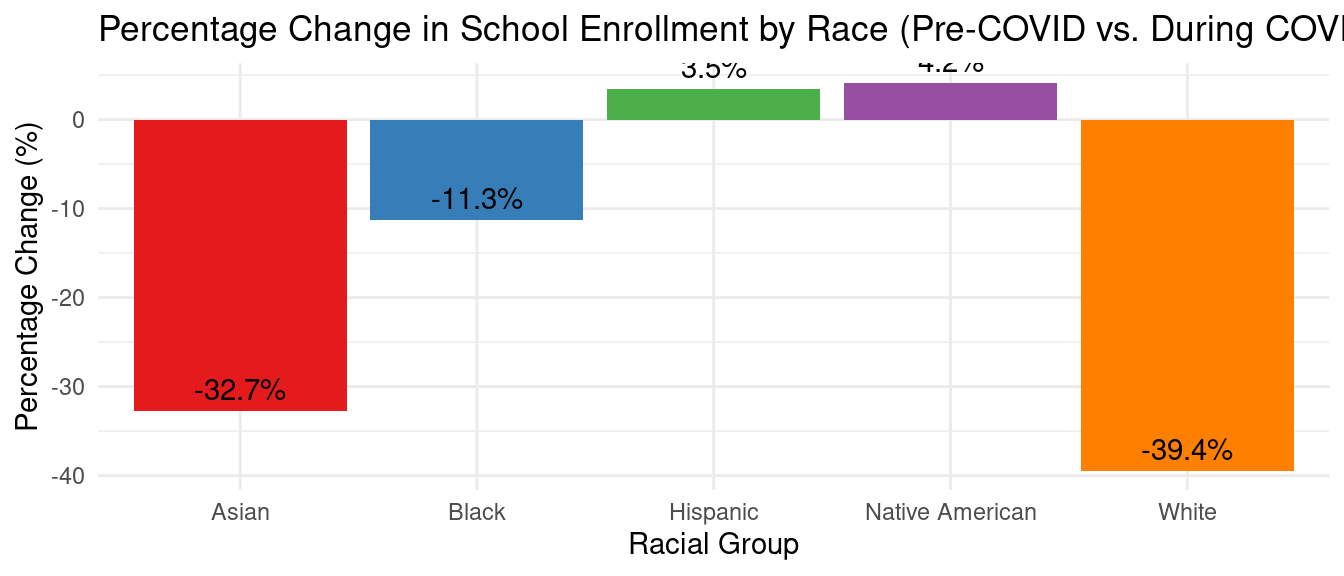 Percentage Change in School Enrollment by Race (Pre-COVID vs. During COVI
3.5%
4.2%
0
-10
-20
-30
-40
-11.3%
-32.7%
-39.4%
Percentage Change (%)
Asian Black Hispanic Native American White
Racial Group